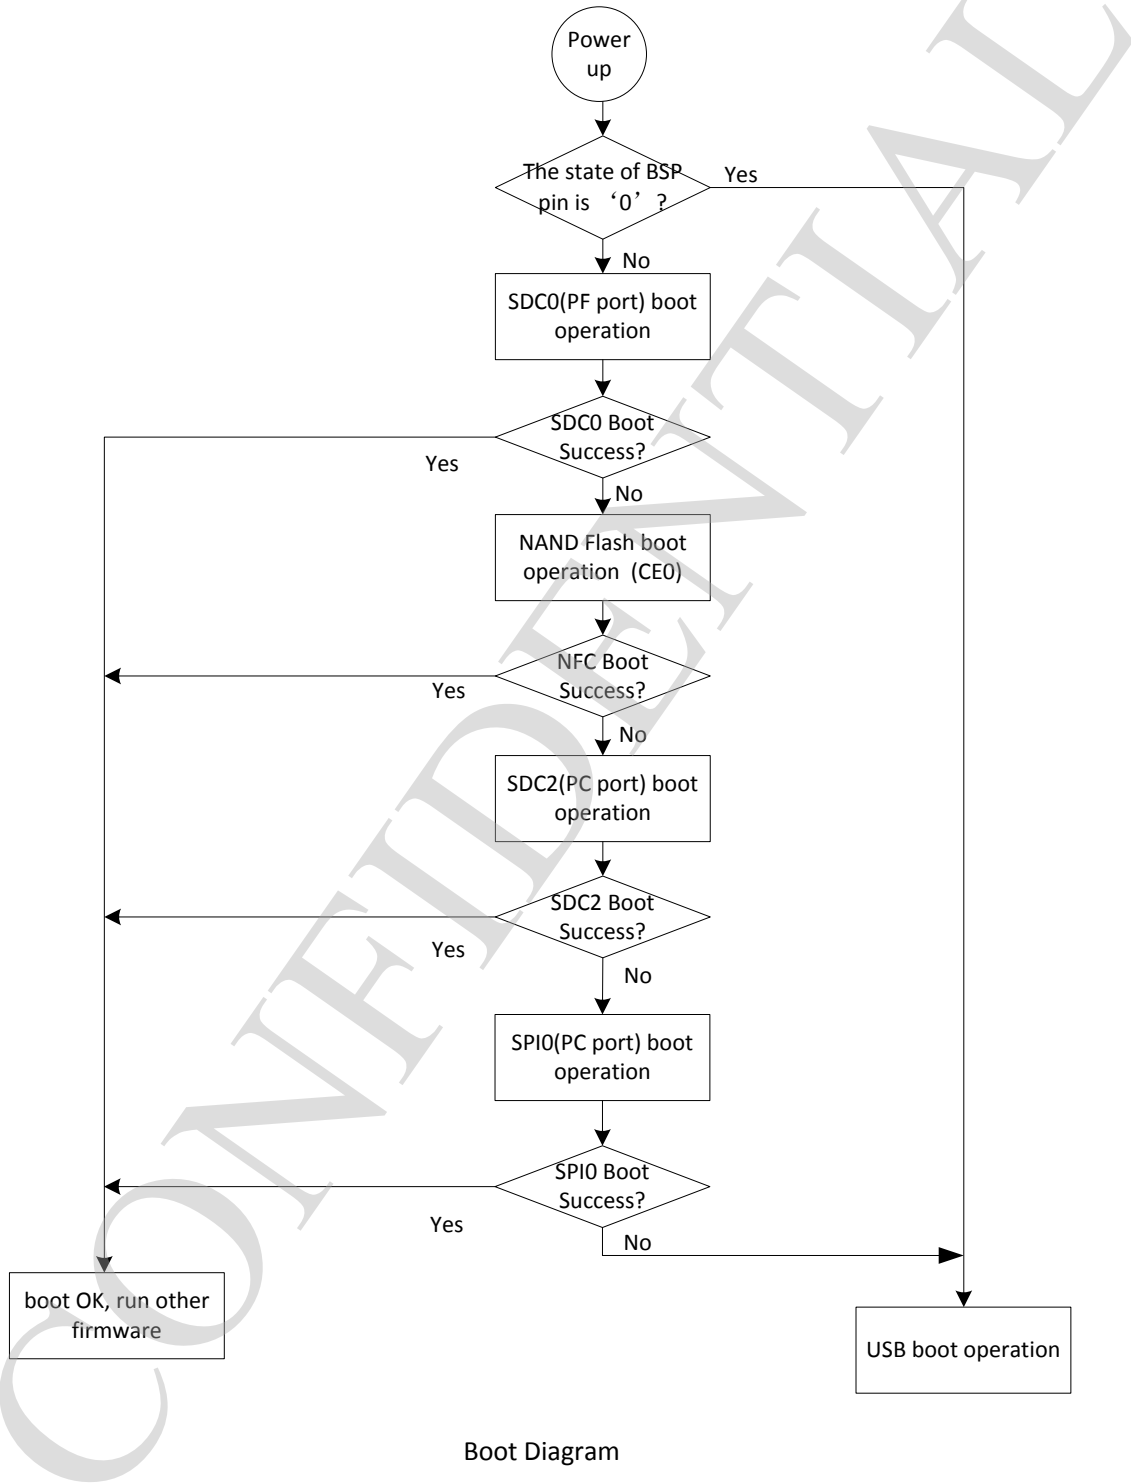 Power
up
The state of BSP
pin is ‘0’ ?
Yes
No
SDC0(PF port) boot
operation
SDC0 Boot
Success?
Yes
No
NAND Flash boot
operation (CE0)
NFC Boot
Success?
Yes
No
SDC2(PC port) boot
operation
SDC2 Boot
Success?
Yes
No
SPI0(PC port) boot
operation
SPI0 Boot
Success?
Yes
No
boot OK, run other
firmware
USB boot operation
Boot Diagram
CONFIDENTIAL